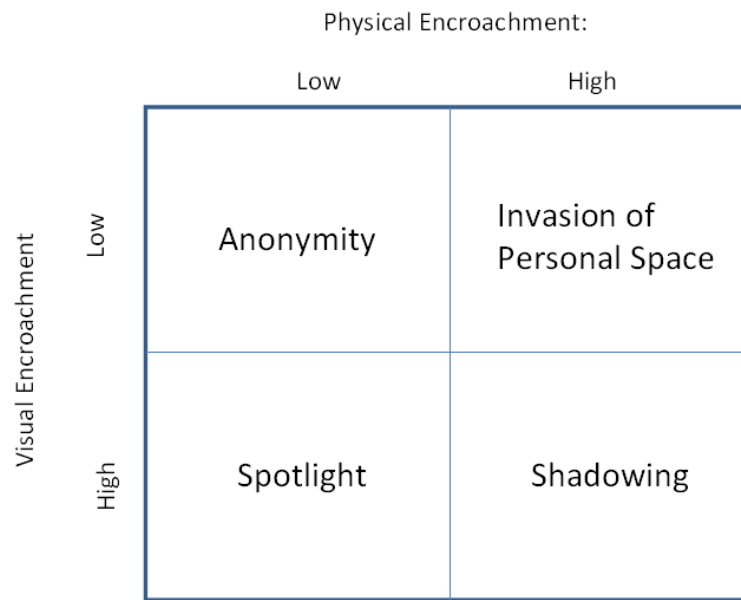 Physical Encroachment:
Low
High
Visual Encroachment
Low
Anonymity
Invasion of
Personal Space
High
Spotlight
Shadowing